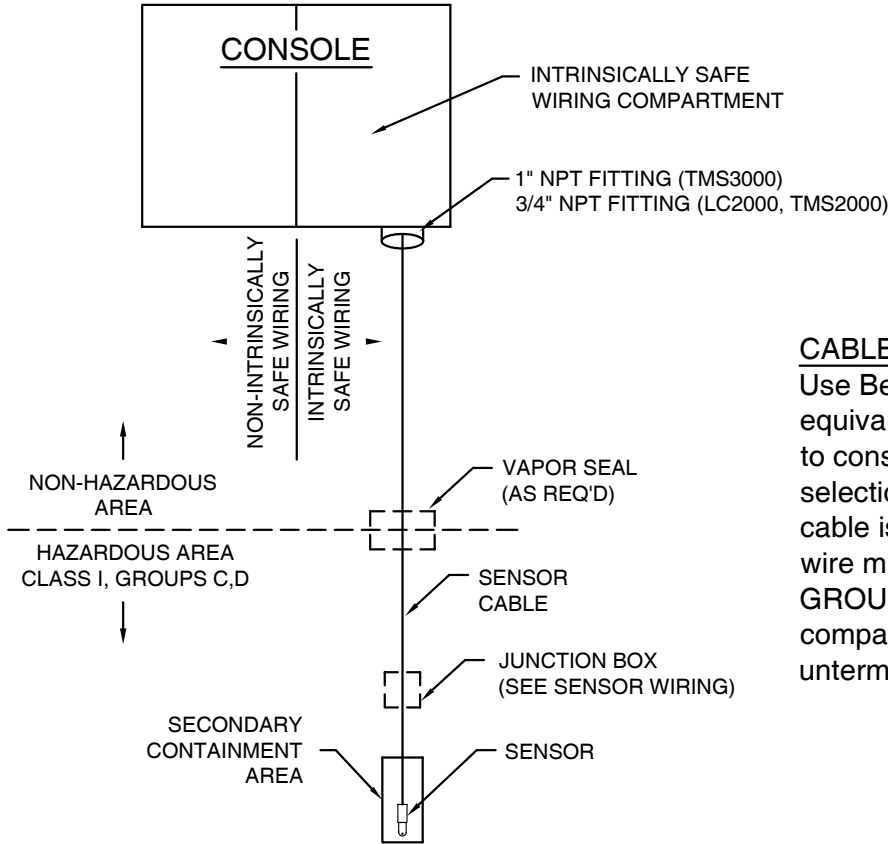 CONSOLE
INTRINSICALLY SAFE
WIRING COMPARTMENT
1" NPT FITTING (TMS3000)
3/4" NPT FITTING (LC2000, TMS2000)
NON-INTRINSICALLY
SAFE WIRING
INTRINSICALLY
SAFE WIRING
NON-HAZARDOUS
AREA
HAZARDOUS AREA
CLASS I, GROUPS C,D
VAPOR SEAL
(AS REQ'D)
SENSOR
CABLE
JUNCTION BOX
(SEE SENSOR WIRING)
SECONDARY
CONTAINMENT
AREA
SENSOR
CABLE
Use Be
equiva
to cons
selectio
cable is
wire m
GROU
compa
unterm